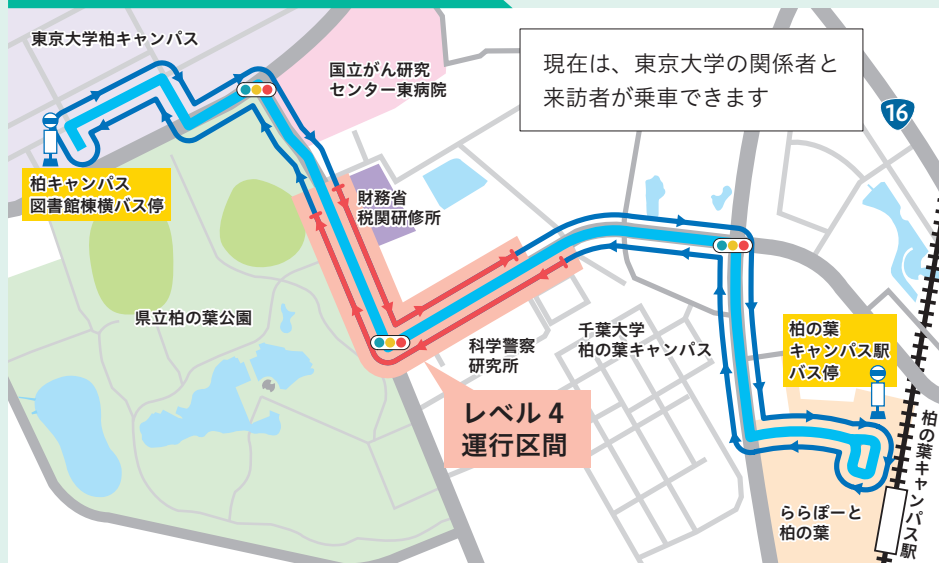 東京大学柏キャンパス
国立がん研究
センター東病院
現在は、東京大学の関係者と
来訪者が乗車できます
16
柏キャンパス
図書館棟横バス停
財務省
税関研修所
県立柏の葉公園
科学警察
研究所
千葉大学
柏の葉キャンパス
柏の葉
キャンパス駅
バス停
レベル4
運行区間
ららぽーと
柏の葉
柏の葉キャンパス駅